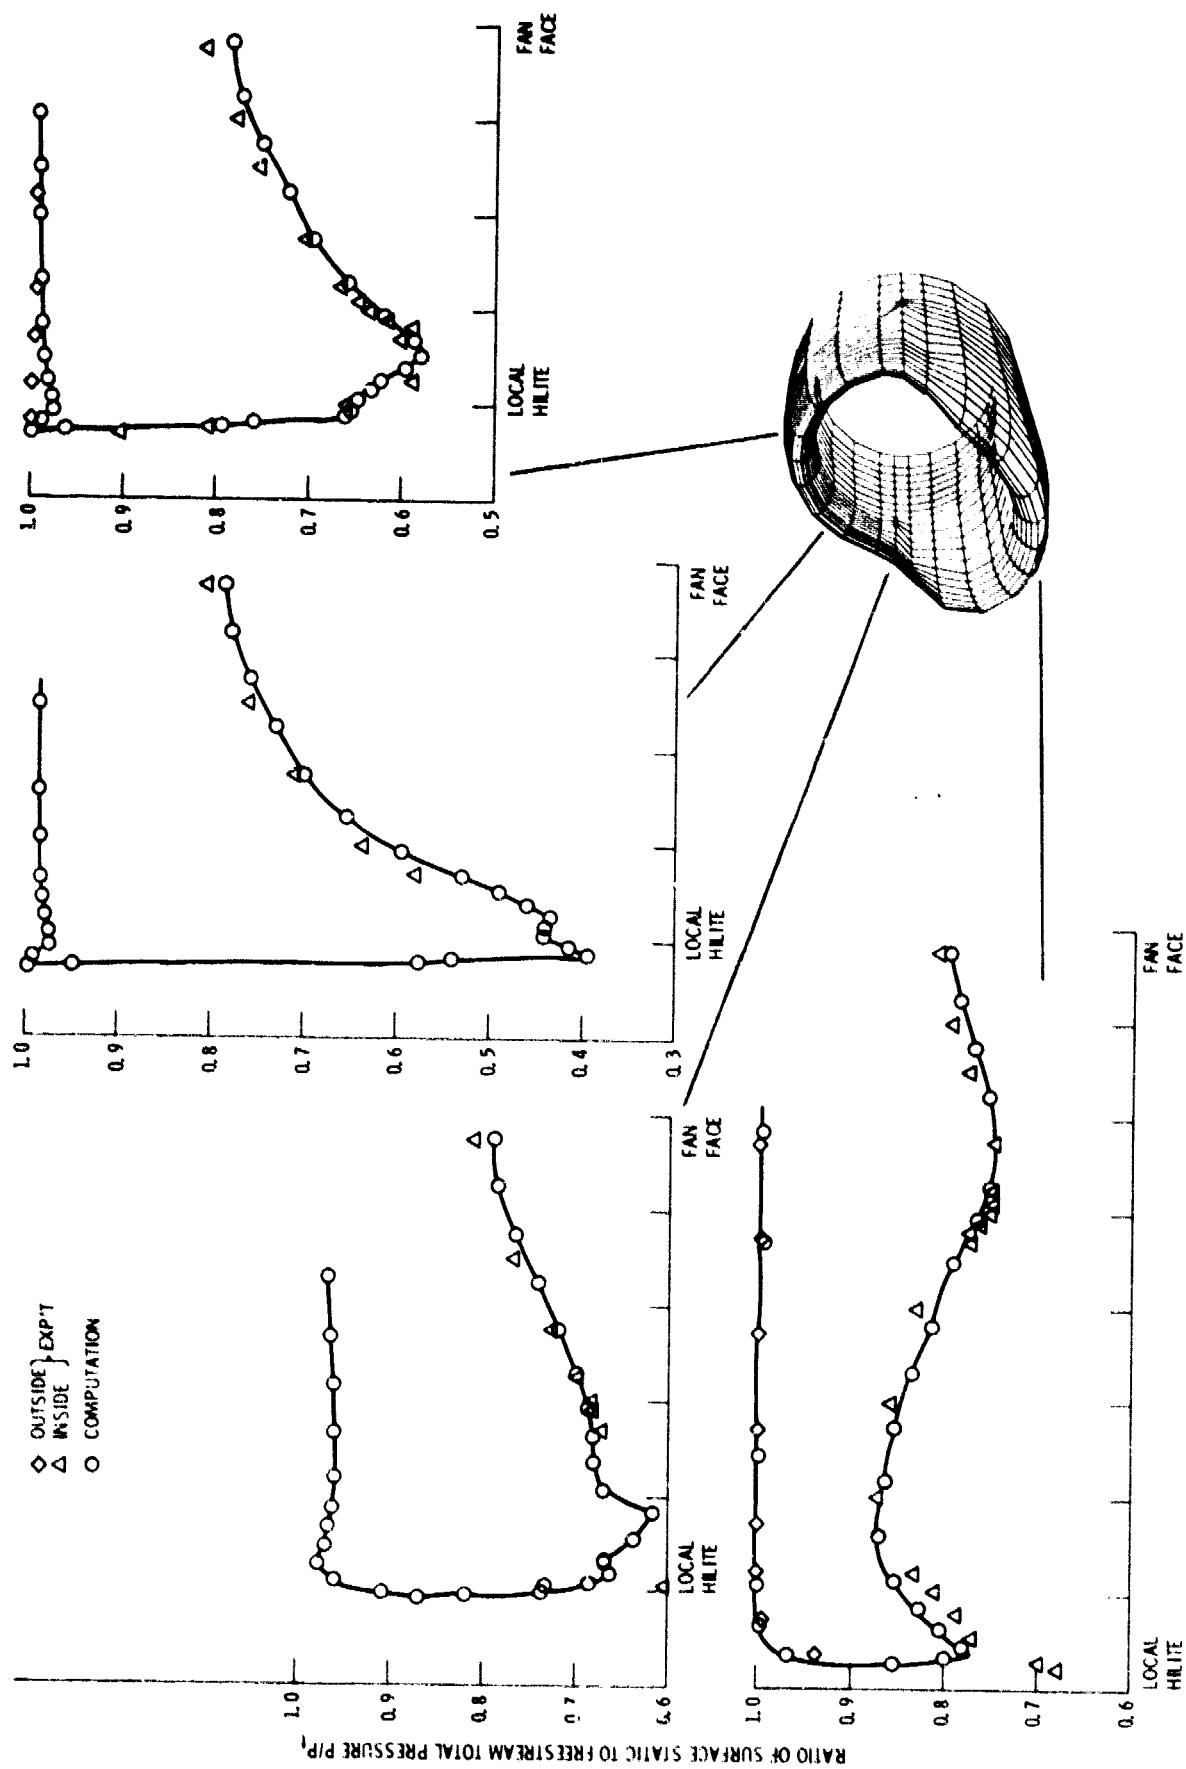 ◇ OUTSIDE } EXP'T
△ INSIDE
○ COMPUTATION
RATIO OF SURFACE STATIC TO FREESTREAM TOTAL PRESSURE P/Pt
1.0
0.9
0.8
0.7
0.6
LOCAL HILITE
FAN FACE
1.0
0.9
0.8
0.7
0.6
0.5
0.4
0.3
LOCAL HILITE
FAN FACE
1.0
0.9
0.8
0.7
0.6
0.5
LOCAL HILITE
FAN FACE
1.0
0.9
0.8
0.7
0.6
LOCAL HILITE
FAN FACE